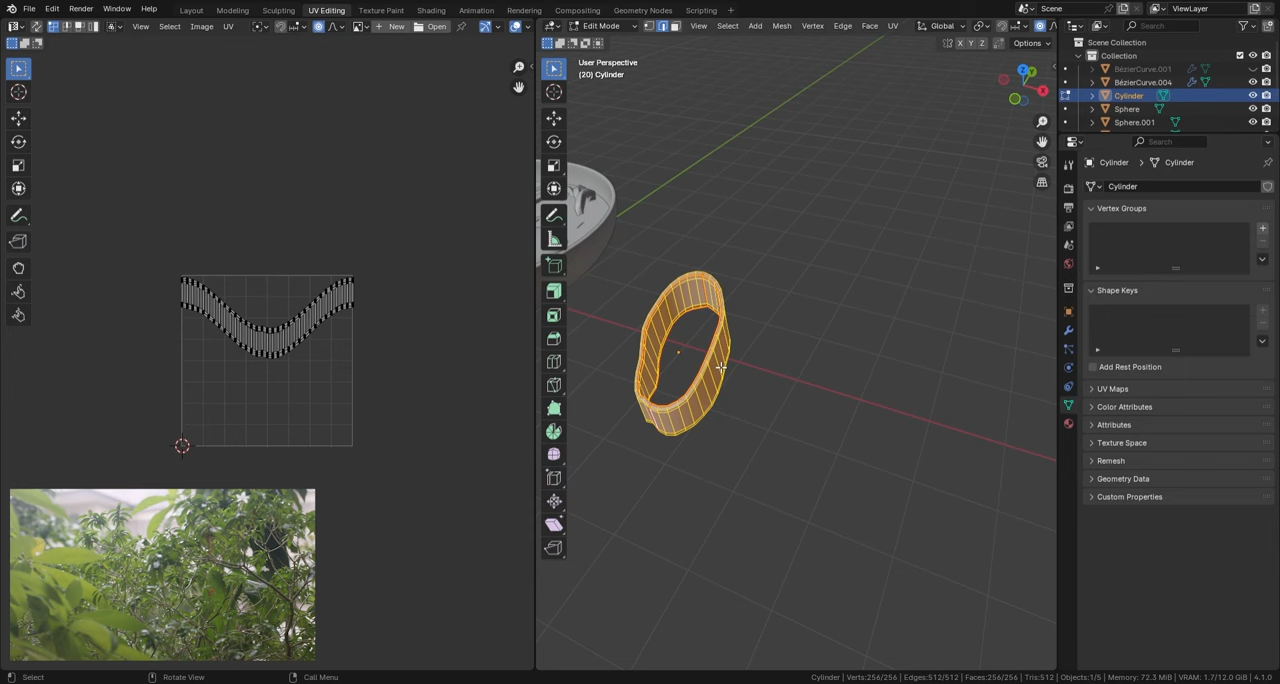 File Edit Render Window Help Layout Modeling Sculpting UV Editing Texture Paint Shading Animation Rendering Compositing Geometry Nodes Scripting + Scene ViewLayer
View Select Image UV New Open
Edit Mode View Select Add Mesh Vertex Edge Face UV Global
X Y Z Options
User Perspective
(20) Cylinder
Z
Y
X
Search
Scene Collection
Collection
BézierCurve.001
BézierCurve.004
Cylinder
Sphere
Sphere.001
Search
Cylinder > Cylinder
Cylinder
Vertex Groups
Shape Keys
Add Rest Position
UV Maps
Color Attributes
Attributes
Texture Space
Remesh
Geometry Data
Custom Properties
Select Rotate View Call Menu
Cylinder | Verts:256/256 | Edges:512/512 | Faces:256/256 | Tris:512 | Objects:1/5 | Memory: 72.3 MiB | VRAM: 1.7/12.0 GiB | 4.1.0